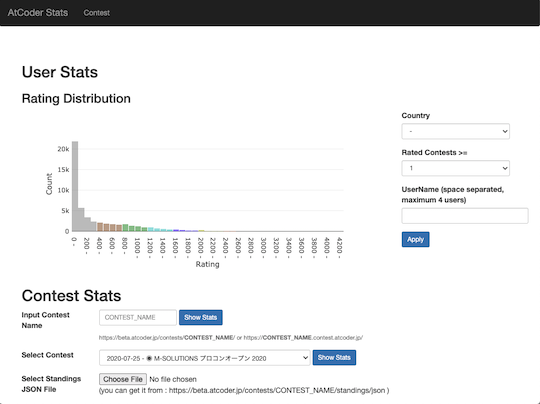 AtCoder Stats Contest
User Stats
Rating Distribution
20k
15k
10k
5k
0
Count
0 -
200 -
400 -
600 -
800 -
1000 -
1200 -
1400 -
1600 -
1800 -
2000 -
2200 -
2400 -
2600 -
2800 -
3000 -
3200 -
3400 -
3600 -
3800 -
4000 -
4200 -
Rating
Country
-
Rated Contests >=
1
UserName (space separated,
maximum 4 users)
Apply
Contest Stats
Input Contest
Name
CONTEST_NAME Show Stats
https://beta.atcoder.jp/contests/CONTEST_NAME/ or https://CONTEST_NAME.contest.atcoder.jp/
Select Contest
2020-07-25 - ◉ M-SOLUTIONS プロコンオープン 2020 Show Stats
Select Standings
JSON File
Choose File No file chosen
(you can get it from : https://beta.atcoder.jp/contests/CONTEST_NAME/standings/json )